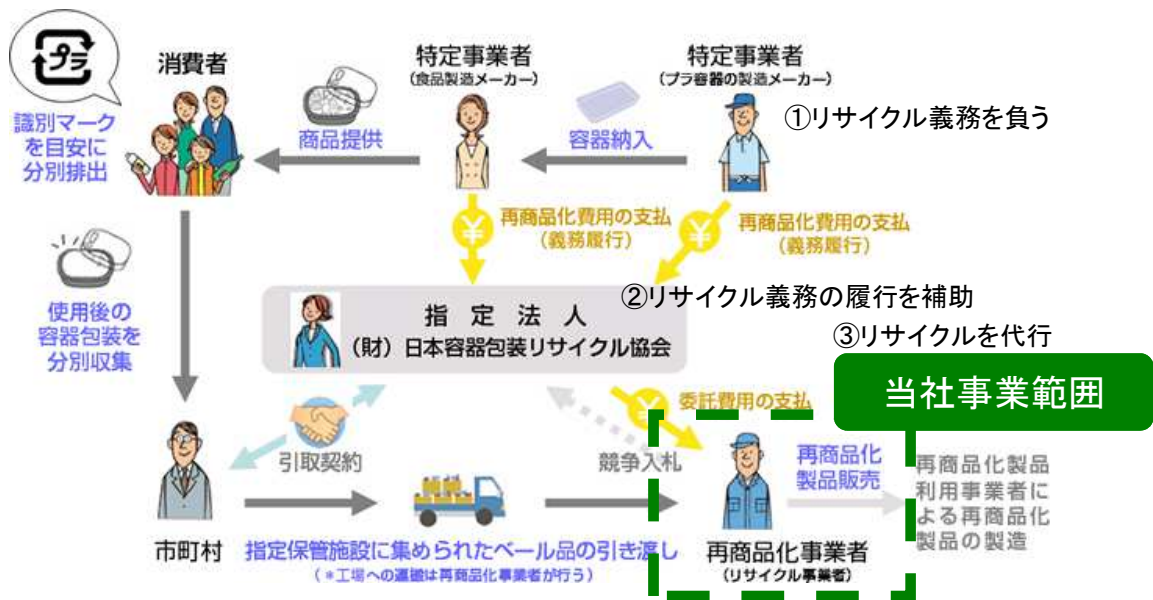 プラ
消費者
識別マーク
を目安に
分別排出
商品提供
特定事業者
(食品製造メーカー)
容器納入
特定事業者
(プラ容器の製造メーカー)
①リサイクル義務を負う
¥
再商品化費用の支払
(義務履行)
¥
再商品化費用の支払
(義務履行)
②リサイクル義務の履行を補助
③リサイクルを代行
使用後の
容器包装を
分別収集
指定法人
(財)日本容器包装リサイクル協会
当社事業範囲
¥
委託費用の支払
引取契約
競争入札
再商品化
製品販売
再商品化製品
利用事業者に
よる再商品化
製品の製造
市町村
指定保管施設に集められたベール品の引き渡し
(*工場への運搬は再商品化事業者が行う)
再商品化事業者
(リサイクル事業者)